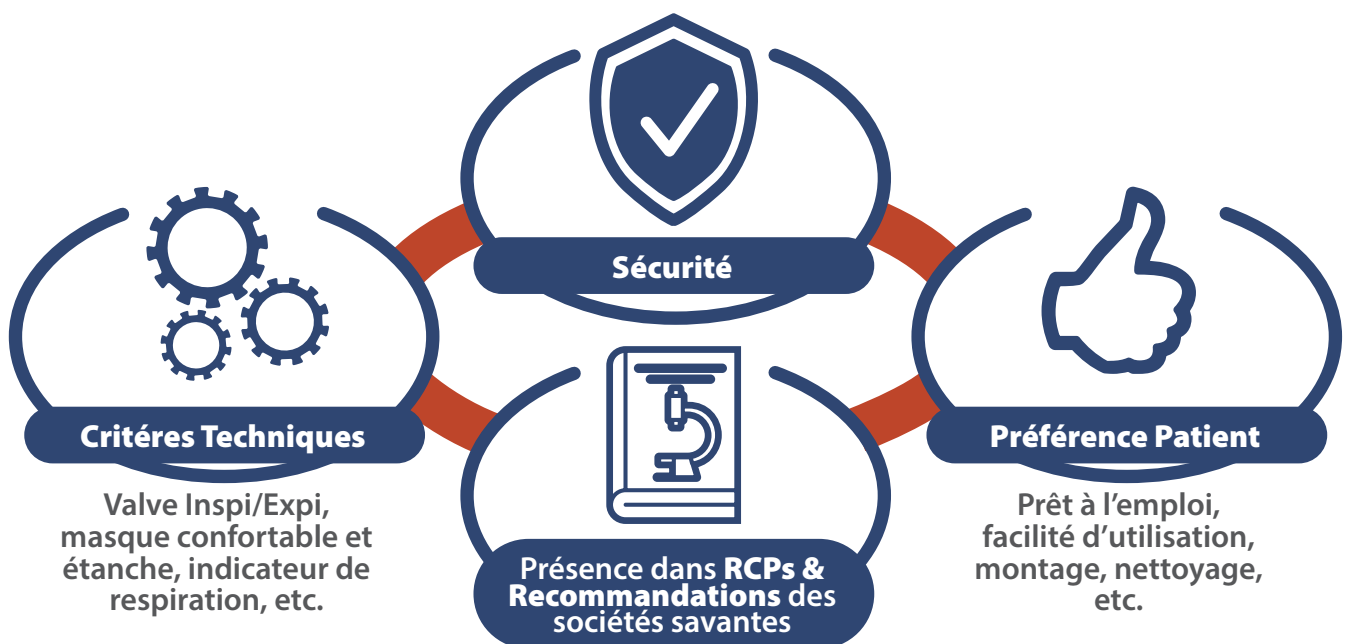 Sécurité
Critéres Techniques
Valve Inspi/Expi,
masque confortable et
étanche, indicateur de
respiration, etc.
Présence dans RCPs &
Recommandations des
sociétés savantes
Préférence Patient
Prêt à l’emploi,
facilité d’utilisation,
montage, nettoyage,
etc.